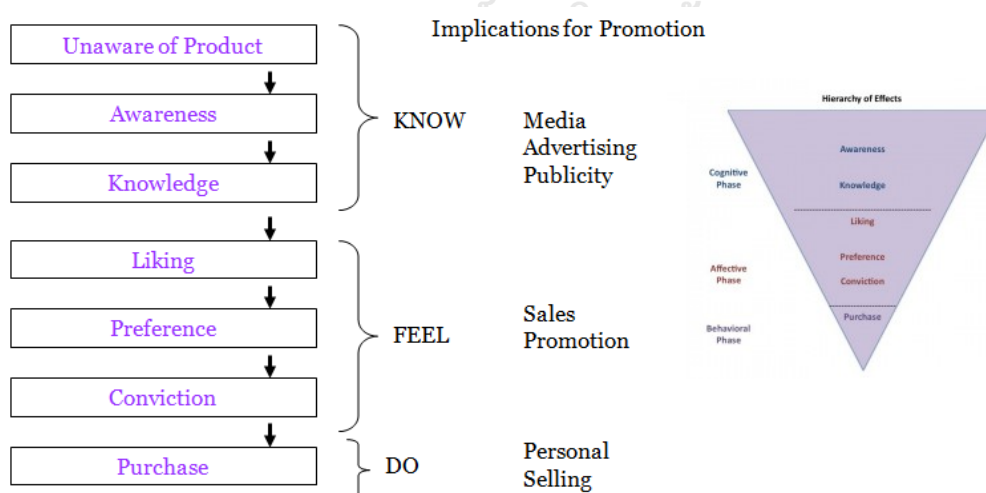 Implications for Promotion
Unaware of Product
Awareness
Knowledge
Liking
Preference
Conviction
Purchase
KNOW
FEEL
DO
Media
Advertising
Publicity
Sales
Promotion
Personal
Selling
Hierarchy of Effects
Cognitive
Phase
Affective
Phase
Behavioral
Phase
Awareness
Knowledge
Liking
Preference
Conviction
Purchase